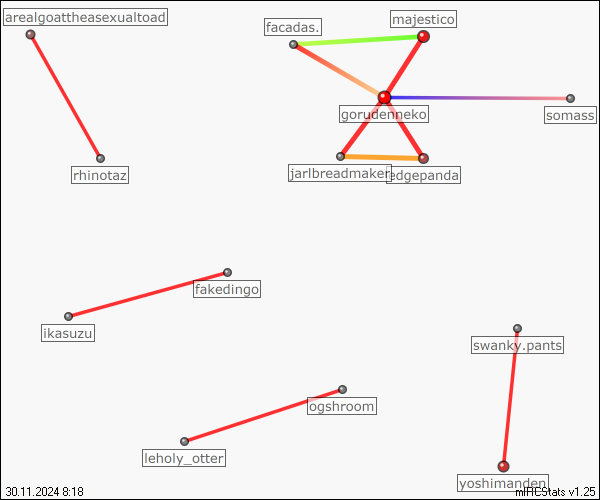 arealgoattheasexualtoad
majestico
facadas.
gorudenneko
somass
rhinotaz
jarlbreadmaker
edgepanda
fakedingo
ikasuzu
swanky.pants
ogshroom
leholy_otter
yoshimanden
30.11.2024 8:18
mIRCStats v1.25